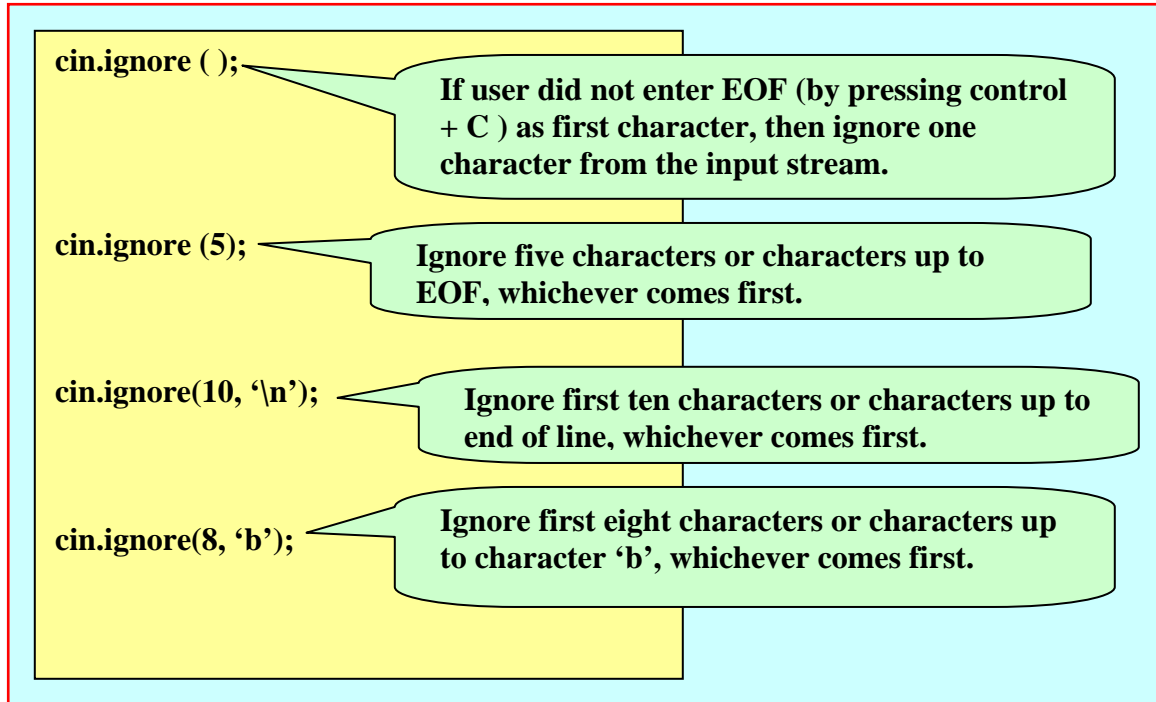 cin.ignore ( );
If user did not enter EOF (by pressing control
+ C ) as first character, then ignore one
character from the input stream.
cin.ignore (5);
Ignore five characters or characters up to
EOF, whichever comes first.
cin.ignore(10, ‘\n’);
Ignore first ten characters or characters up to
end of line, whichever comes first.
cin.ignore(8, ‘b’);
Ignore first eight characters or characters up
to character ‘b’, whichever comes first.